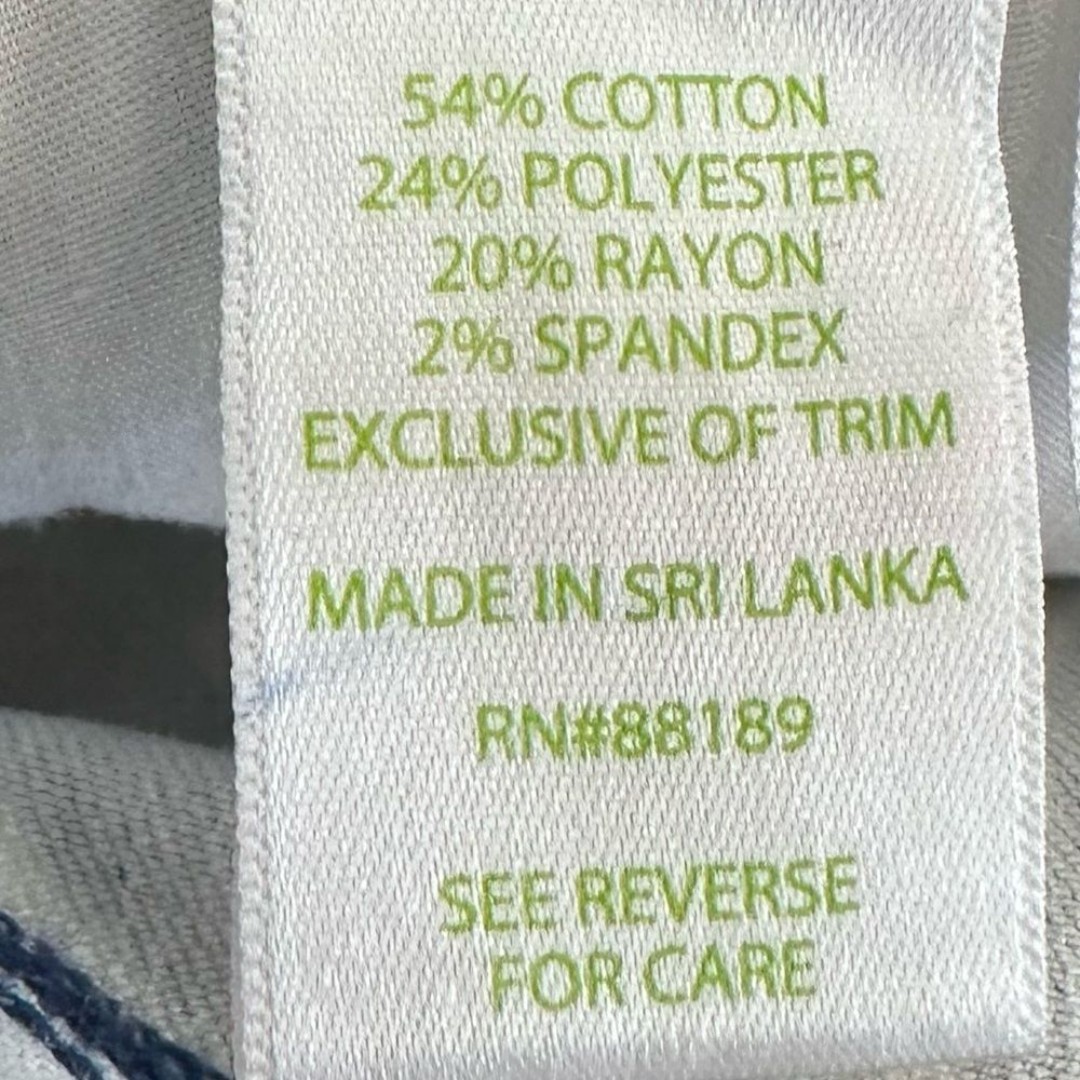 54% COTTON
24% POLYESTER
20% RAYON
2% SPANDEX
EXCLUSIVE OF TRIM
MADE IN SRI LANKA
RN#88189
SEE REVERSE
FOR CARE